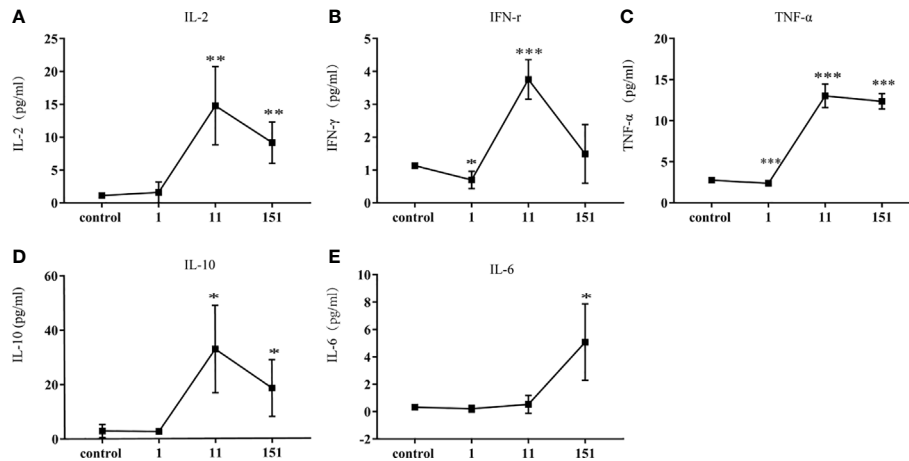 A
IL-2
IL-2 (pg/ml)
25
20
15
10
5
0
**
**
control 1 11 151
B
IFN-r
IFN-γ (pg/ml)
5
4
3
2
1
0
*
***
control 1 11 151
C
TNF-α
TNF-α (pg/ml)
20
15
10
5
0
***
***
***
control 1 11 151
D
IL-10
IL-10 (pg/ml)
60
40
20
0
*
*
control 1 11 151
E
IL-6
IL-6 (pg/ml)
10
8
6
4
2
0
-2
*
control 1 11 151